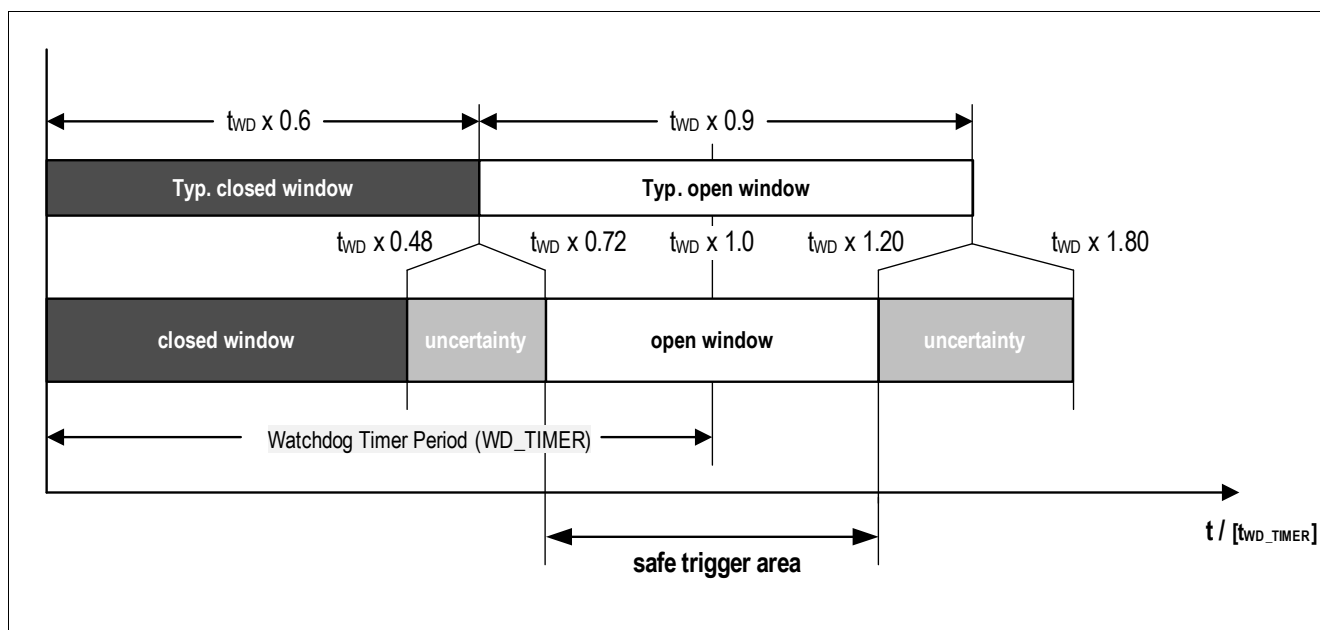 tWD x 0.6
tWD x 0.9
Typ. closed window
Typ. open window
tWD x 0.48
tWD x 0.72
tWD x 1.0
tWD x 1.20
tWD x 1.80
closed window
uncertainty
open window
uncertainty
Watchdog Timer Period (WD_TIMER)
t / [tWD_TIMER]
safe trigger area